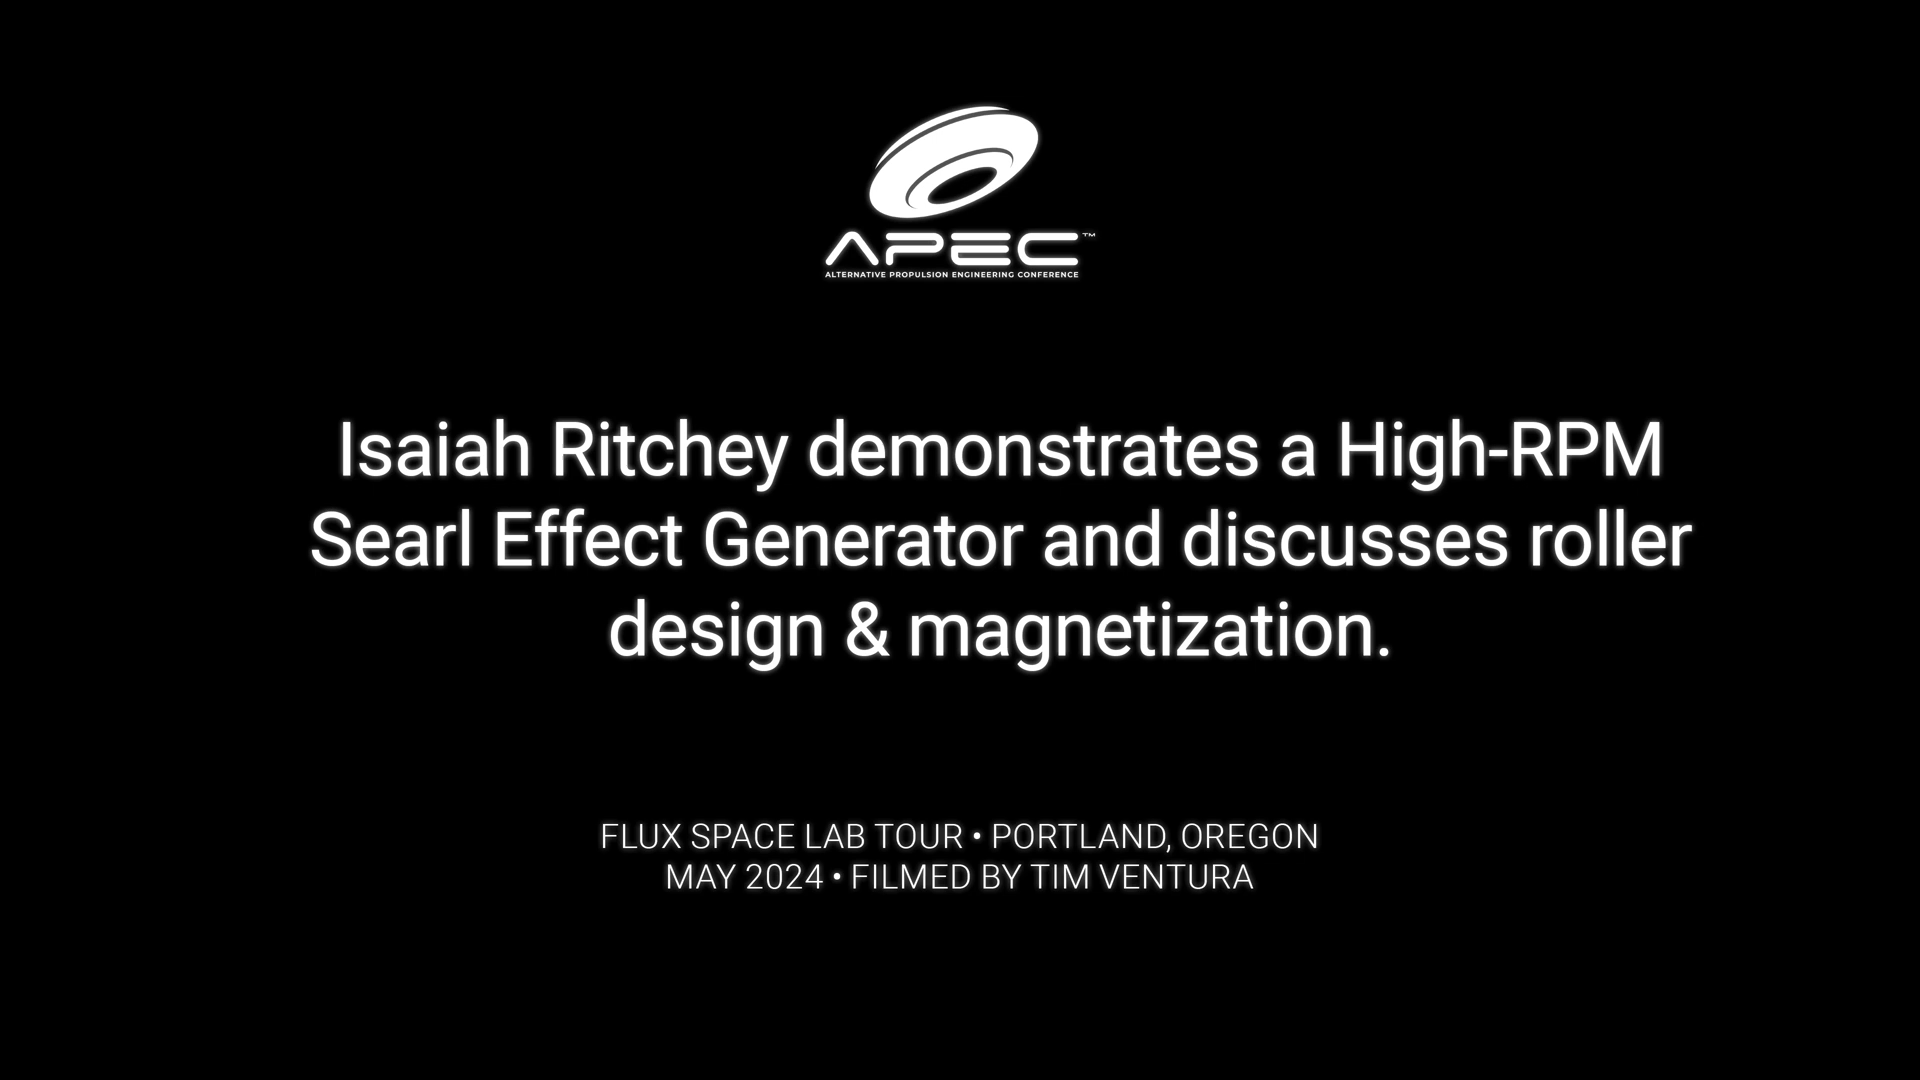 APEC™
ALTERNATIVE PROPULSION ENGINEERING CONFERENCE
Isaiah Ritchey demonstrates a High-RPM
Searl Effect Generator and discusses roller
design & magnetization.
FLUX SPACE LAB TOUR • PORTLAND, OREGON
MAY 2024 • FILMED BY TIM VENTURA